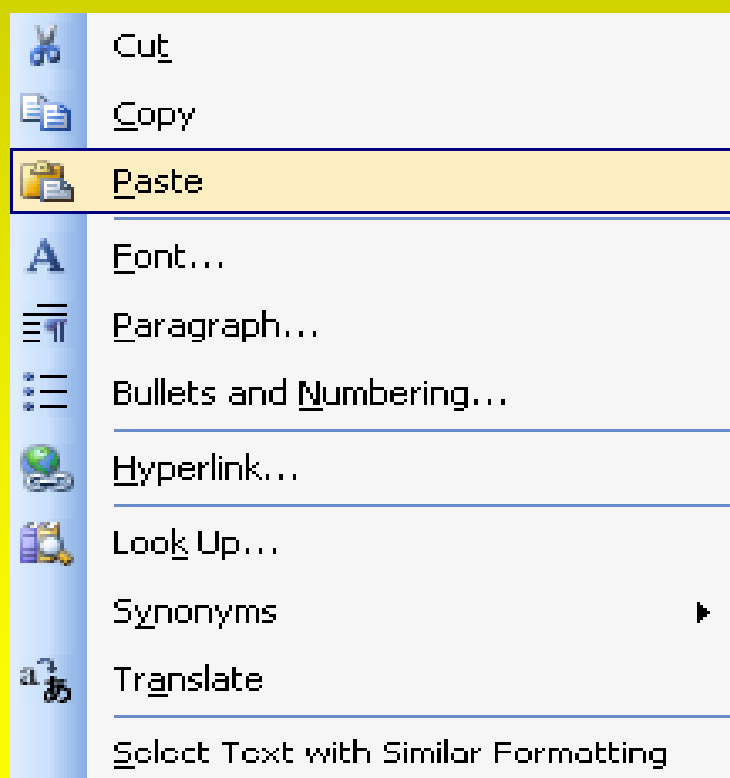 Cut
Copy
Paste
Font...
Paragraph...
Bullets and Numbering...
Hyperlink...
Look Up...
Synonyms
Translate
Select Text with Similar Formatting